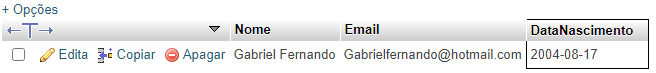 + Opções
Nome Email DataNascimento
Edita Copiar Apagar Gabriel Fernando Gabrielfernando@hotmail.com 2004-08-17